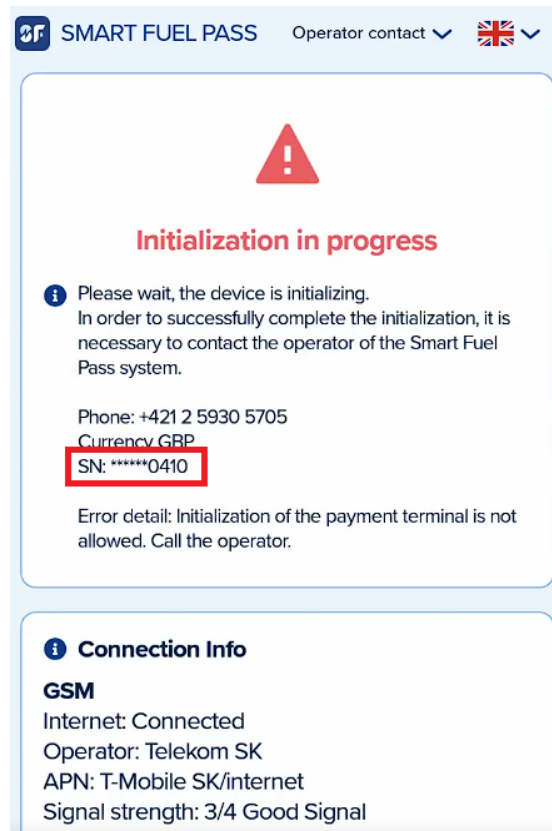 SF SMART FUEL PASS Operator contact
Initialization in progress
Please wait, the device is initializing.
In order to successfully complete the initialization, it is
necessary to contact the operator of the Smart Fuel
Pass system.
Phone: +421 2 5930 5705
Currency GBP
SN: ******0410
Error detail: Initialization of the payment terminal is not
allowed. Call the operator.
Connection Info
GSM
Internet: Connected
Operator: Telekom SK
APN: T-Mobile SK/internet
Signal strength: 3/4 Good Signal